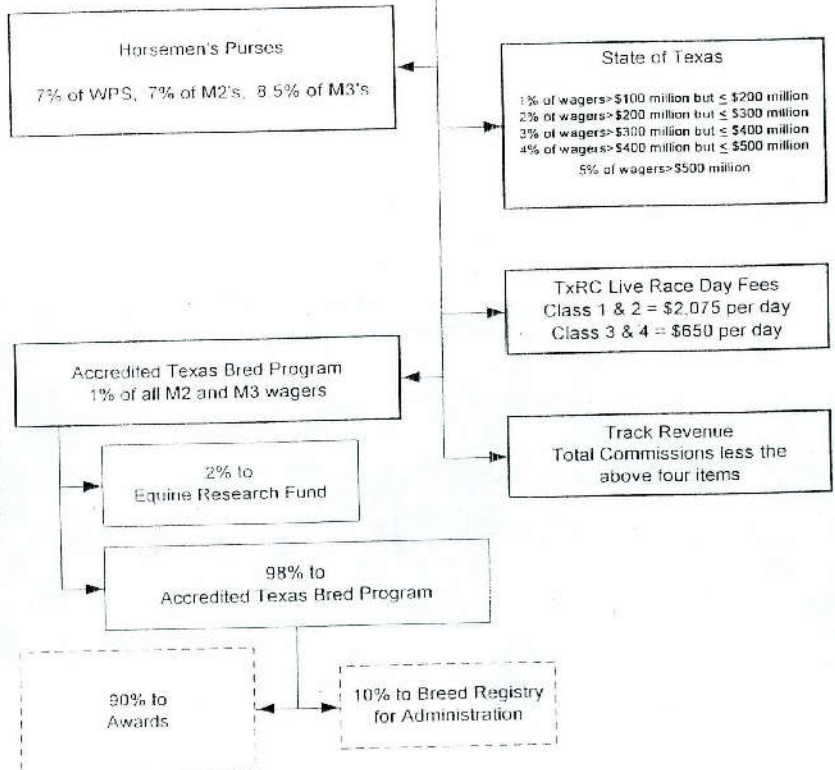 Horsemen's Purses
7% of WPS, 7% of M2's, 8.5% of M3's
State of Texas
1% of wagers>$100 million but ≤ $200 million
2% of wagers>$200 million but ≤ $300 million
3% of wagers>$300 million but ≤ $400 million
4% of wagers>$400 million but ≤ $500 million
5% of wagers>$500 million
TxRC Live Race Day Fees
Class 1 & 2 = $2,075 per day
Class 3 & 4 = $650 per day
Accredited Texas Bred Program
1% of all M2 and M3 wagers
Track Revenue
Total Commissions less the
above four items
2% to
Equine Research Fund
98% to
Accredited Texas Bred Program
90% to
Awards
10% to Breed Registry
for Administration